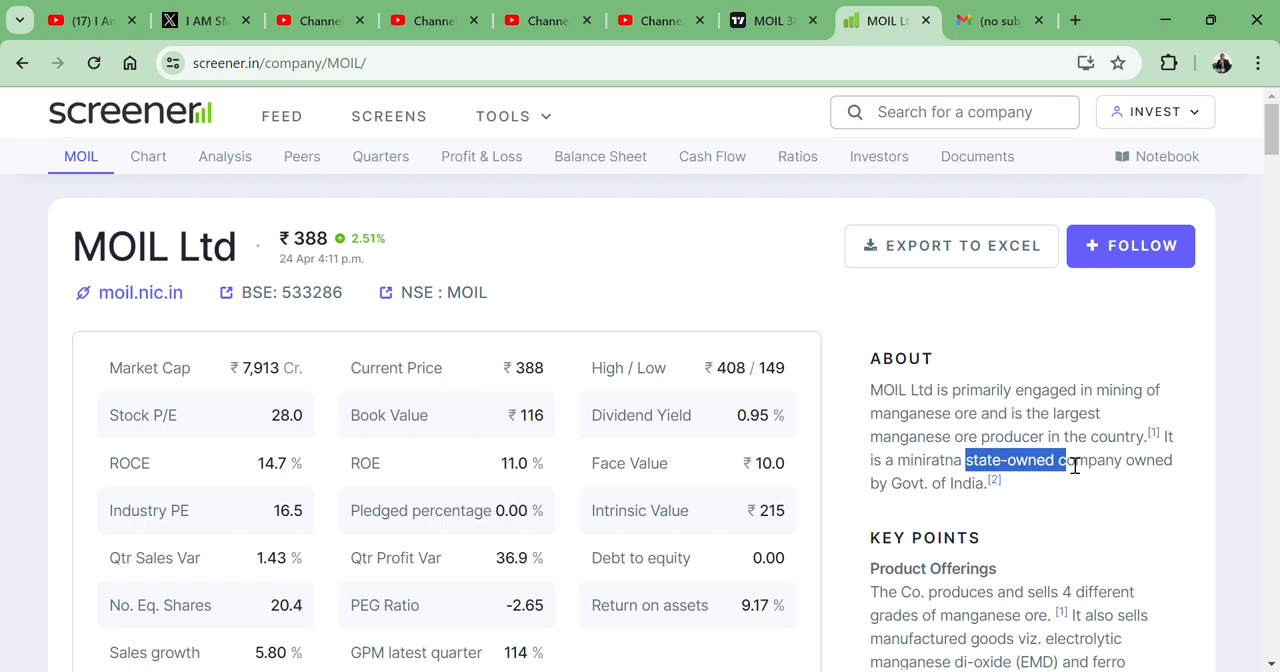 (17) I Ar
I AM SM
Channel
Channel
Channe
Channe
MOIL 38
MOIL Lt
(no sub
screener.in/company/MOIL/
screener
FEED
SCREENS
TOOLS
Search for a company
INVEST
MOIL
Chart
Analysis
Peers
Quarters
Profit & Loss
Balance Sheet
Cash Flow
Ratios
Investors
Documents
Notebook
MOIL Ltd
₹ 388 2.51%
24 Apr 4:11 p.m.
EXPORT TO EXCEL
+ FOLLOW
moil.nic.in
BSE: 533286
NSE : MOIL
Market Cap ₹ 7,913 Cr.
Current Price ₹ 388
High / Low ₹ 408 / 149
Stock P/E 28.0
Book Value ₹ 116
Dividend Yield 0.95 %
ROCE 14.7 %
ROE 11.0 %
Face Value ₹ 10.0
Industry PE 16.5
Pledged percentage 0.00 %
Intrinsic Value ₹ 215
Qtr Sales Var 1.43 %
Qtr Profit Var 36.9 %
Debt to equity 0.00
No. Eq. Shares 20.4
PEG Ratio -2.65
Return on assets 9.17 %
Sales growth 5.80 %
GPM latest quarter 114 %
ABOUT
MOIL Ltd is primarily engaged in mining of
manganese ore and is the largest
manganese ore producer in the country.[1] It
is a miniratna state-owned company owned
by Govt. of India.[2]
KEY POINTS
Product Offerings
The Co. produces and sells 4 different
grades of manganese ore. [1] It also sells
manufactured goods viz. electrolytic
manganese di-oxide (EMD) and ferro